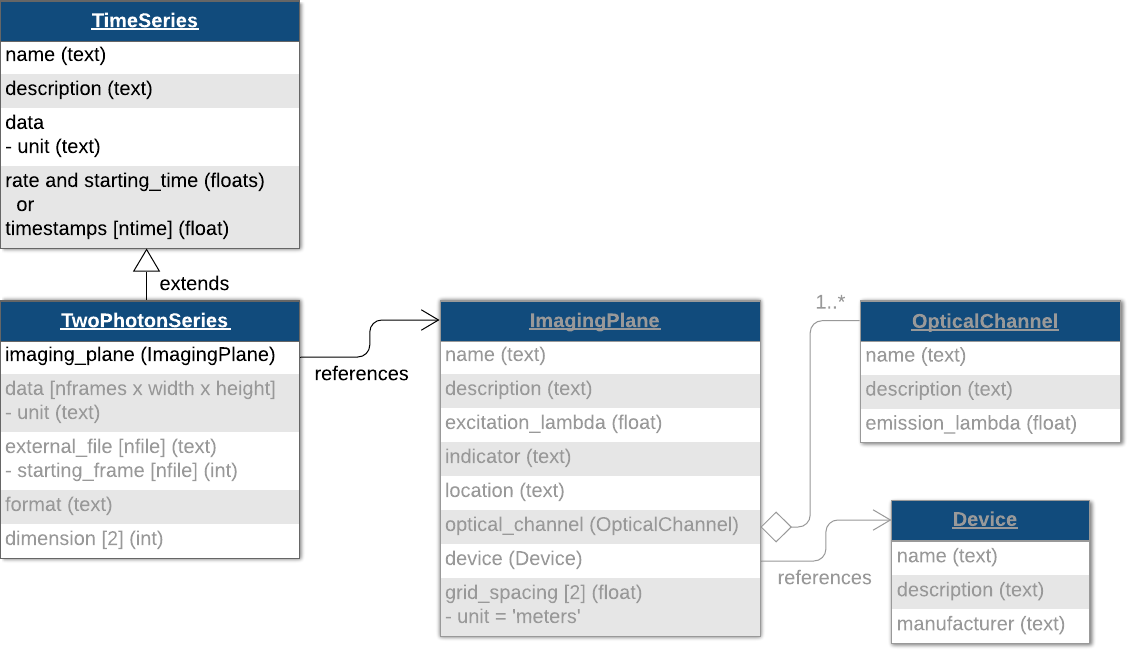 TimeSeries
name (text)
description (text)
data
- unit (text)
rate and starting_time (floats)
or
timestamps [ntime] (float)
extends
TwoPhotonSeries
imaging_plane (ImagingPlane)
data [nframes x width x height]
- unit (text)
external_file [nfile] (text)
- starting_frame [nfile] (int)
format (text)
dimension [2] (int)
references
ImagingPlane
name (text)
description (text)
excitation_lambda (float)
indicator (text)
location (text)
optical_channel (OpticalChannel)
device (Device)
grid_spacing [2] (float)
- unit = 'meters'
1..*
OpticalChannel
name (text)
description (text)
emission_lambda (float)
references
Device
name (text)
description (text)
manufacturer (text)